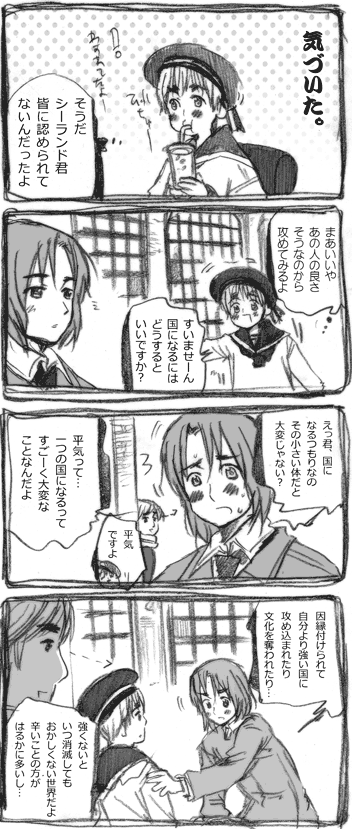 気づいた。
そうだ
シーランド君
皆に認められて
ないんだったよ
まあいいや
あの人の良さ
そうなのから
攻めてみるよ
すいませーん
国になるには
どうすると
いいですか？
えっ君、国に
なるつもりなの
その小さい体だと
大変じゃない？
平気
ですよ
平気って…
一つの国になるって
すごーく大変な
ことなんだよ
因縁付けられて
自分より強い国に
攻め込まれたり
文化を奪われたり…
強くないと
いつ消滅しても
おかしくない世界だよ
辛いことの方が
はるかに多いし…